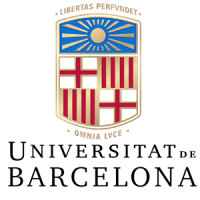 · LIBERTAS PERFVNDET ·
· OMNIA LVCE ·
UNIVERSITAT DE
BARCELONA